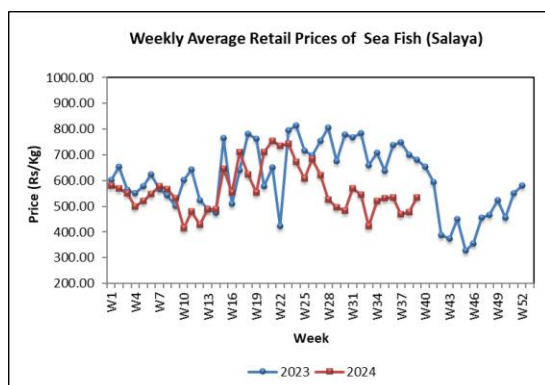 Weekly Average Retail Prices of Sea Fish (Salaya)
Price (Rs/Kg)
1000.00
900.00
800.00
700.00
600.00
500.00
400.00
300.00
200.00
W1
W4
W7
W10
W13
W16
W19
W22
W25
W28
W31
W34
W37
W40
W43
W46
W49
W52
Week
2023
2024